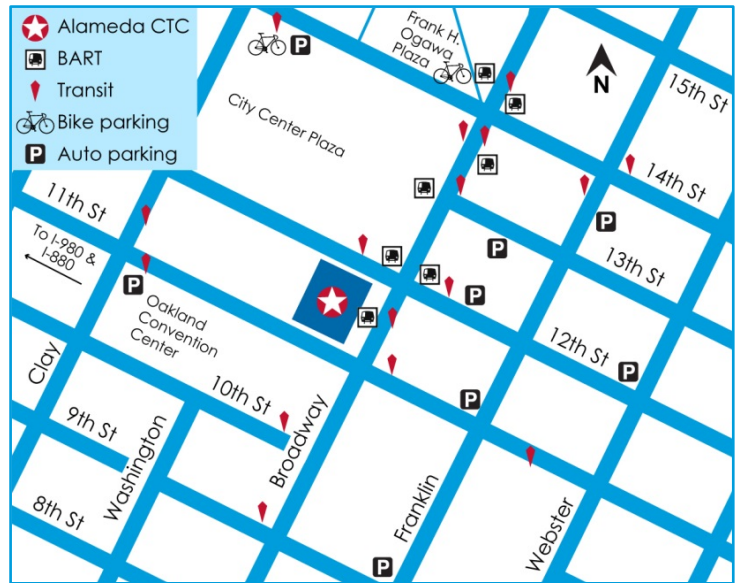 Alameda CTC
BART
Transit
Bike parking
P Auto parking
P
Frank H.
Ogawa
Plaza
N
15th St
City Center Plaza
14th St
11th St
P
13th St
To I-980 &
I-880
P
P
P
Oakland
Convention
Center
12th St
P
Clay
10th St
P
9th St
Washington
Broadway
Franklin
Webster
8th St
P